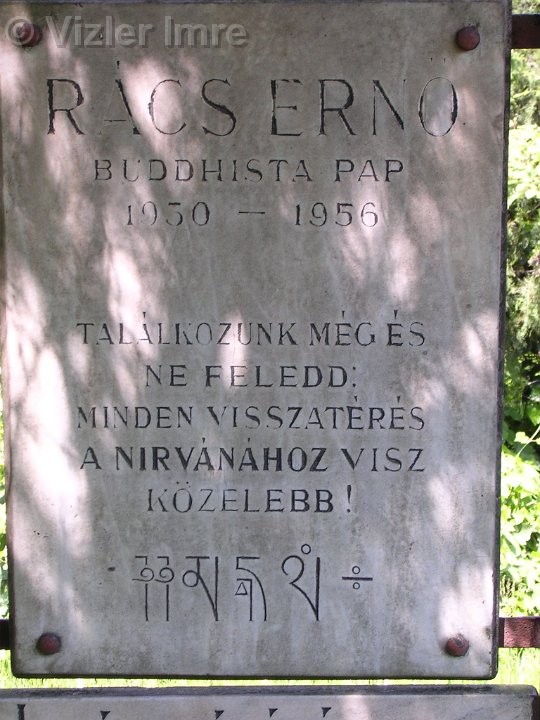 © Vizler Imre
RÁCS ERNŐ
BUDDHISTA PAP
1930 – 1956
TALÁLKOZUNK MÉG ÉS
NE FELEDD:
MINDEN VISSZATÉRÉS
A NIRVÁNÁHOZ VISZ
KÖZELEBB!